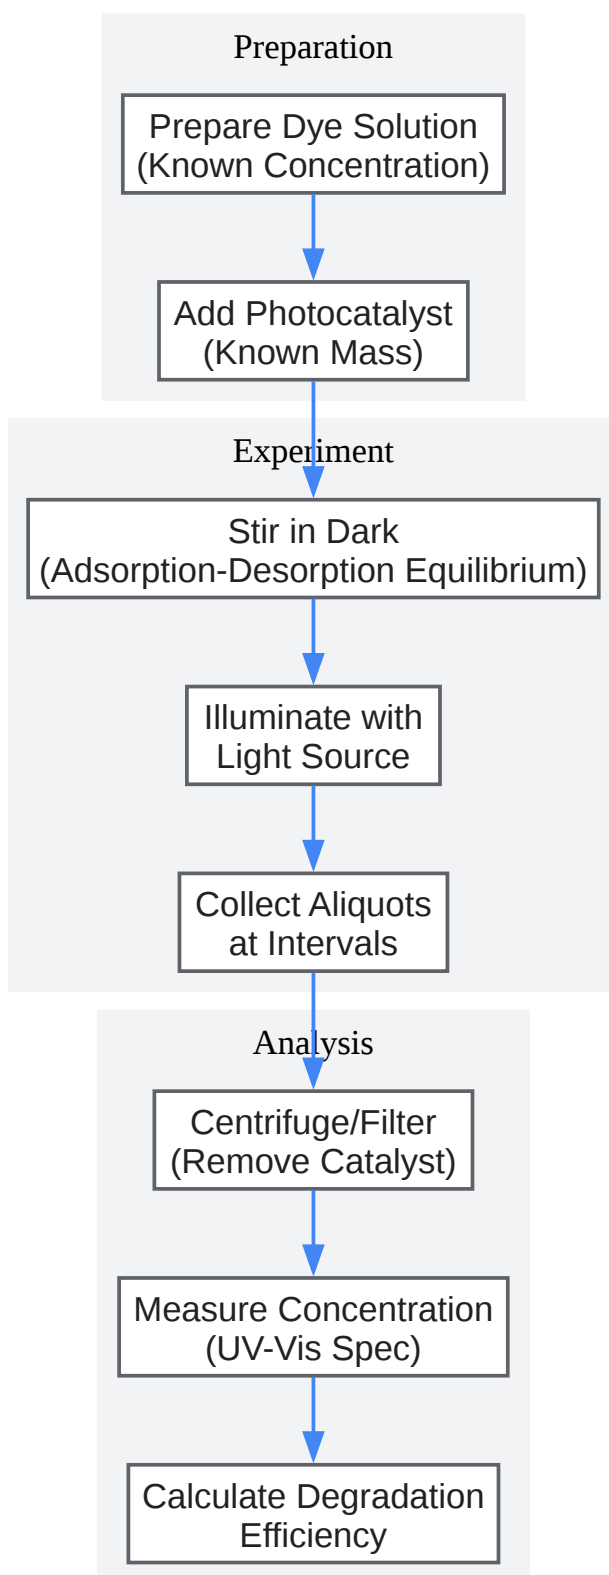 Preparation
Prepare Dye Solution
(Known Concentration)
Add Photocatalyst
(Known Mass)
Experiment
Stir in Dark
(Adsorption-Desorption Equilibrium)
Illuminate with
Light Source
Collect Aliquots
at Intervals
Analysis
Centrifuge/Filter
(Remove Catalyst)
Measure Concentration
(UV-Vis Spec)
Calculate Degradation
Efficiency